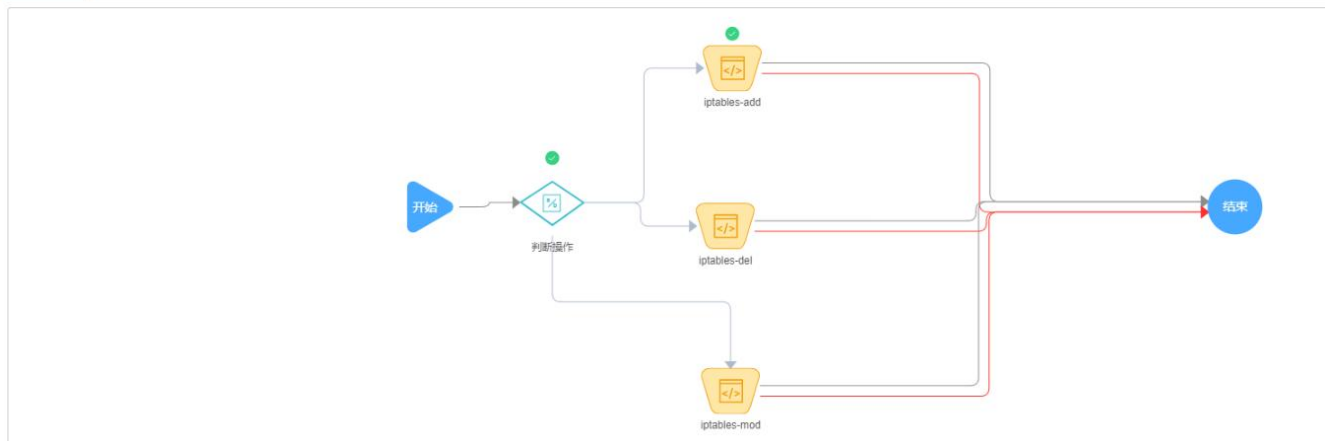 iptables-add
开始
判断操作
结束
iptables-del
iptables-mod